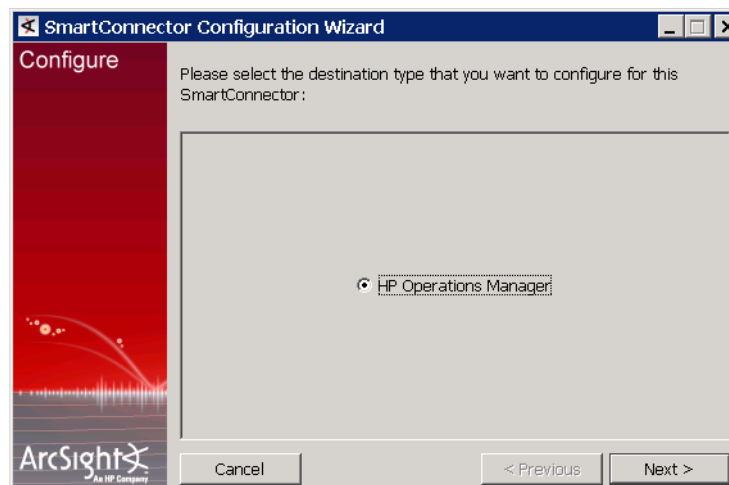 SmartConnector Configuration Wizard
Configure
Please select the destination type that you want to configure for this
SmartConnector:
HP Operations Manager
ArcSight
An HP Company
Cancel
< Previous
Next >